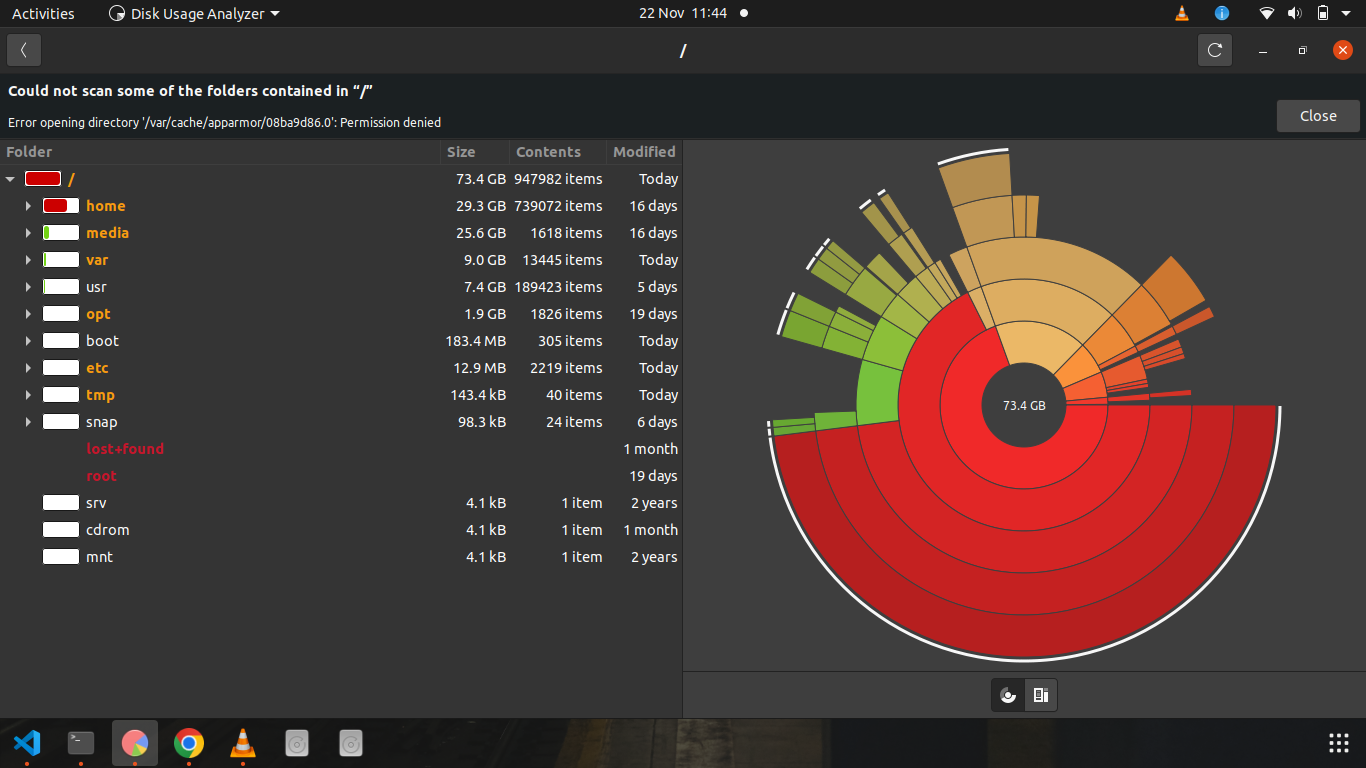 Activities Disk Usage Analyzer 22 Nov 11:44
/
Could not scan some of the folders contained in “/”
Error opening directory '/var/cache/apparmor/08ba9d86.0': Permission denied
Close
Folder Size Contents Modified
/ 73.4 GB 947982 items Today
home 29.3 GB 739072 items 16 days
media 25.6 GB 1618 items 16 days
var 9.0 GB 13445 items Today
usr 7.4 GB 189423 items 5 days
opt 1.9 GB 1826 items 19 days
boot 183.4 MB 305 items Today
etc 12.9 MB 2219 items Today
tmp 143.4 kB 40 items Today
snap 98.3 kB 24 items 6 days
lost+found 1 month
root 19 days
srv 4.1 kB 1 item 2 years
cdrom 4.1 kB 1 item 1 month
mnt 4.1 kB 1 item 2 years
73.4 GB